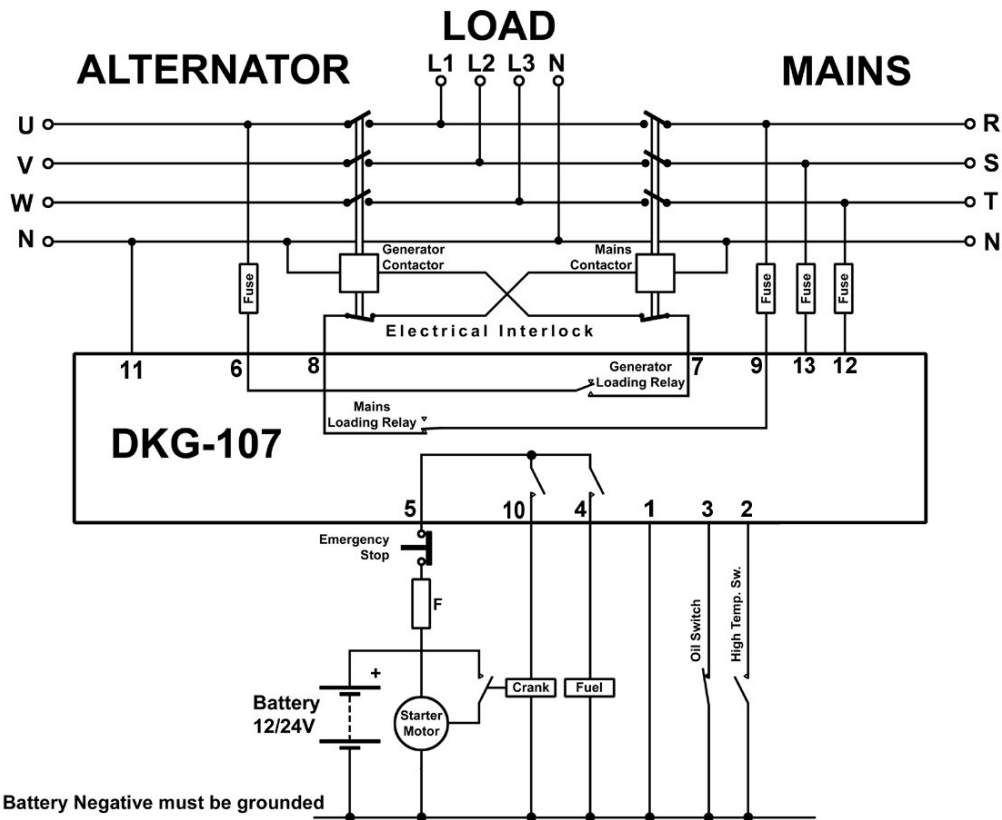 LOAD
ALTERNATOR
MAINS
L1 L2 L3 N
U
V
W
N
R
S
T
N
Generator
Contactor
Mains
Contactor
Fuse
Fuse
Fuse
Fuse
Electrical Interlock
11
6
8
7
9
13
12
Generator
Loading Relay
Mains
Loading Relay
DKG-107
5
10
4
1
3
2
Emergency
Stop
F
Oil Switch
High Temp. Sw.
+
Battery
12/24V
Starter
Motor
Crank
Fuel
Battery Negative must be grounded